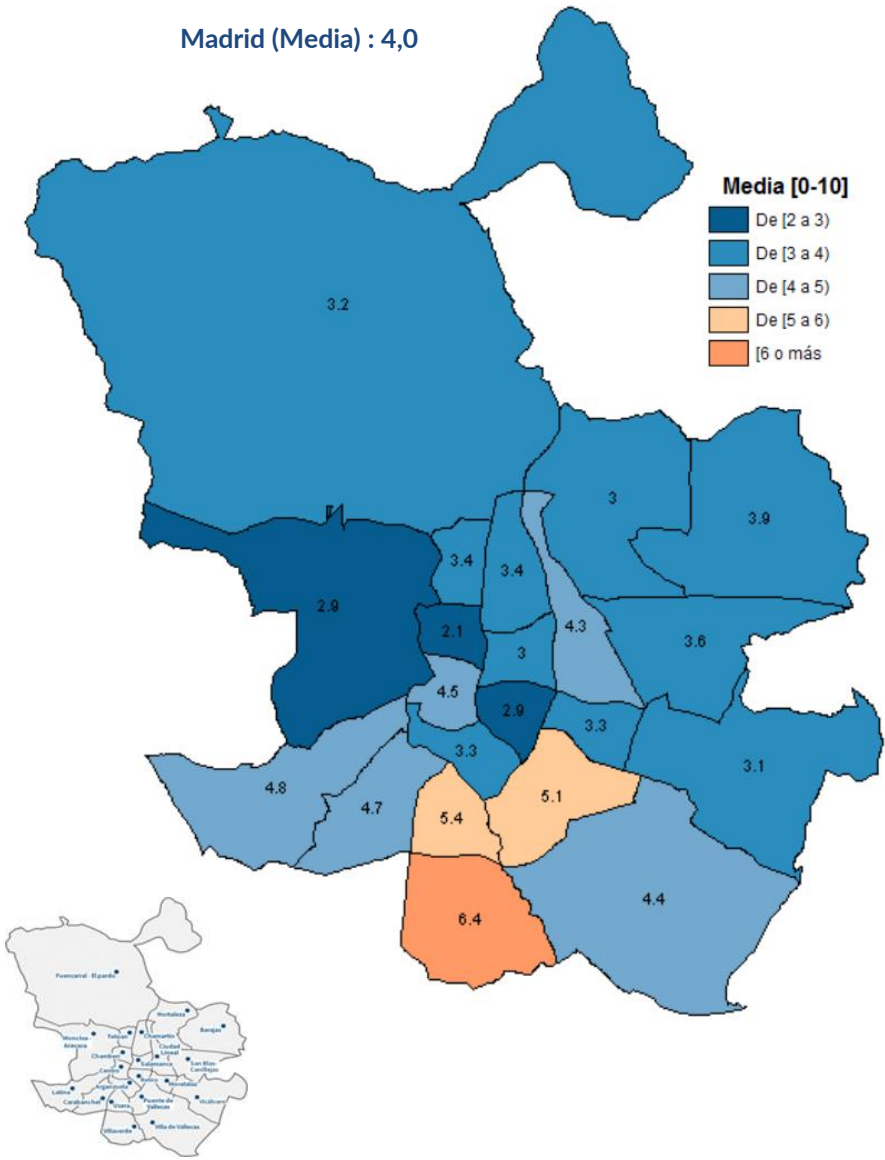 Madrid (Media) : 4,0
Media [0-10]
De [2 a 3)
De [3 a 4)
De [4 a 5)
De [5 a 6)
[6 o más
3.2
3
3.9
3.4
3.4
2.9
2.1
4.3
3.6
3
4.5
2.9
3.3
3.3
3.1
4.8
4.7
5.4
5.1
4.4
6.4
Fuencarral - El pardo
Hortaleza
Barajas
Moncloa-
Aravaca
Tetúan
Chamartín
Ciudad
Lineal
Chamberí
San Blas-
Canillejas
Salamanca
Centro
Retiro
Moratalaz
Latina
Arganzuela
Carabanchel
Usera
Puente de
Vallecas
Vicálvaro
Villaverde
Villa de Vallecas